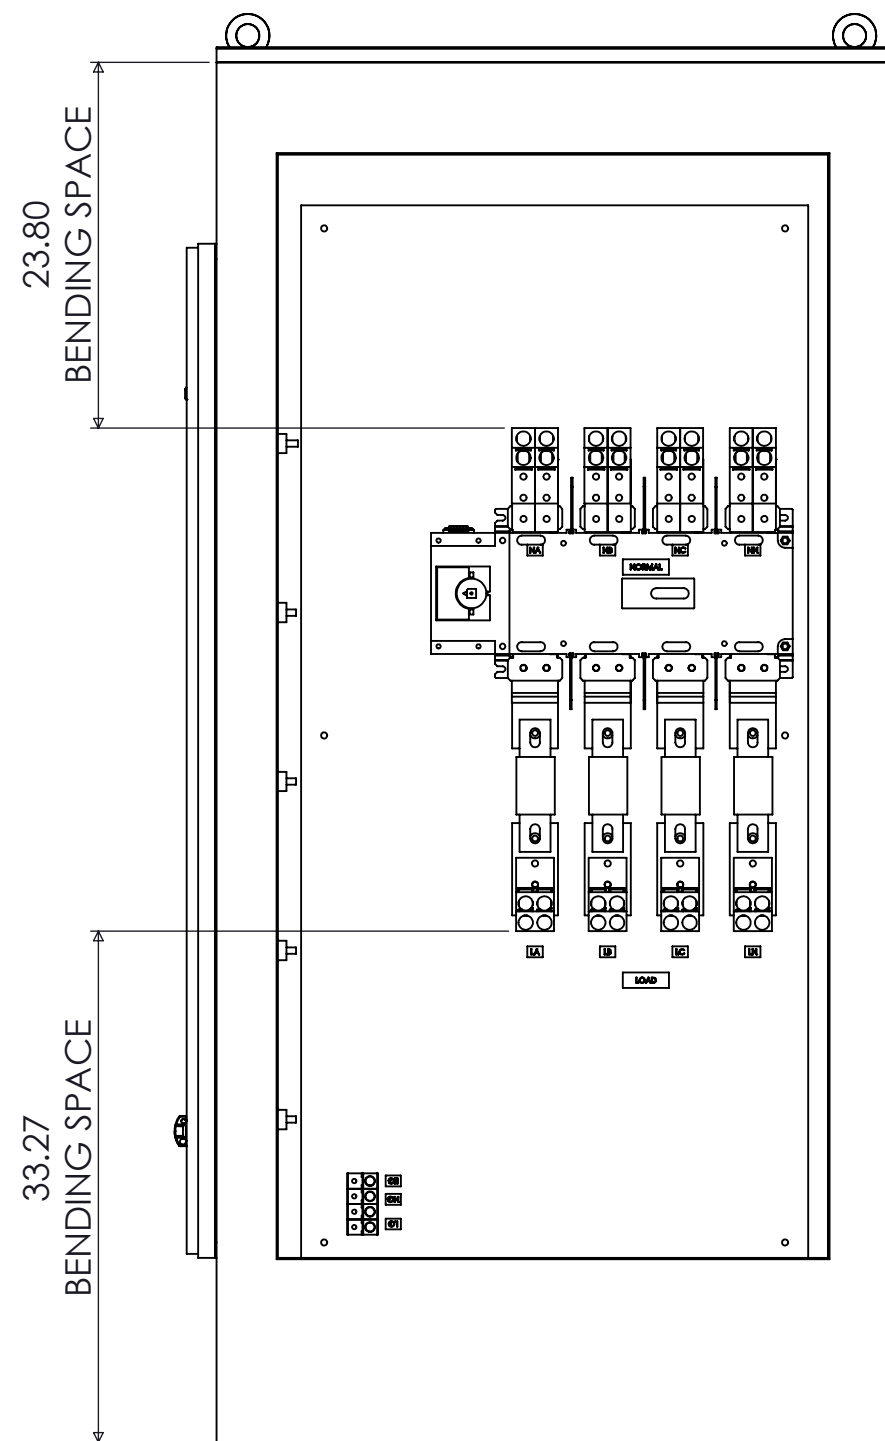 23.80
BENDING SPACE
NA
NB
NC
NN
NORMAL
LA
LB
LC
LN
LOAD
33.27
BENDING SPACE